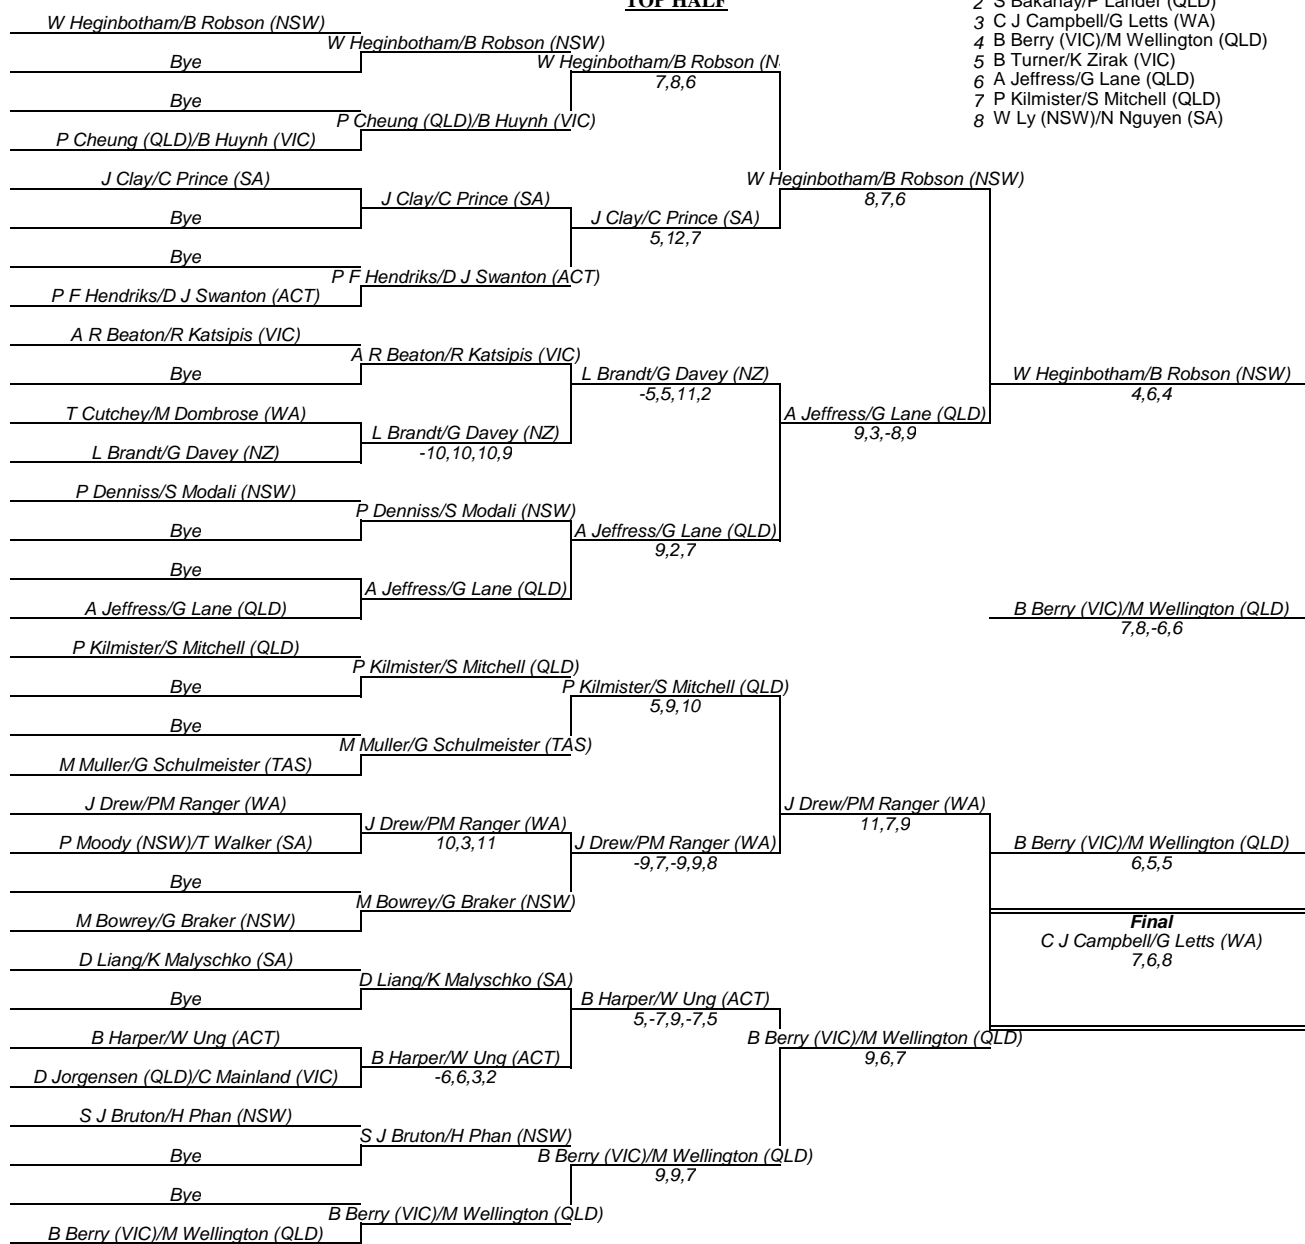 TOP HALF
2 S Bakahay/P Lander (QLD)
3 C J Campbell/G Letts (WA)
4 B Berry (VIC)/M Wellington (QLD)
5 B Turner/K Zirak (VIC)
6 A Jeffress/G Lane (QLD)
7 P Kilmister/S Mitchell (QLD)
8 W Ly (NSW)/N Nguyen (SA)
W Heginbotham/B Robson (NSW)
Bye
Bye
P Cheung (QLD)/B Huynh (VIC)
J Clay/C Prince (SA)
Bye
Bye
P F Hendriks/D J Swanton (ACT)
A R Beaton/R Katsipis (VIC)
Bye
T Cutchey/M Dombrose (WA)
L Brandt/G Davey (NZ)
P Denniss/S Modali (NSW)
Bye
Bye
A Jeffress/G Lane (QLD)
P Kilmister/S Mitchell (QLD)
Bye
Bye
M Muller/G Schulmeister (TAS)
J Drew/PM Ranger (WA)
P Moody (NSW)/T Walker (SA)
Bye
M Bowrey/G Braker (NSW)
D Liang/K Malyschko (SA)
Bye
B Harper/W Ung (ACT)
D Jorgensen (QLD)/C Mainland (VIC)
S J Bruton/H Phan (NSW)
Bye
Bye
B Berry (VIC)/M Wellington (QLD)
W Heginbotham/B Robson (NSW)
P Cheung (QLD)/B Huynh (VIC)
J Clay/C Prince (SA)
P F Hendriks/D J Swanton (ACT)
A R Beaton/R Katsipis (VIC)
L Brandt/G Davey (NZ)
-10,10,10,9
P Denniss/S Modali (NSW)
A Jeffress/G Lane (QLD)
P Kilmister/S Mitchell (QLD)
M Muller/G Schulmeister (TAS)
J Drew/PM Ranger (WA)
10,3,11
M Bowrey/G Braker (NSW)
D Liang/K Malyschko (SA)
B Harper/W Ung (ACT)
-6,6,3,2
S J Bruton/H Phan (NSW)
B Berry (VIC)/M Wellington (QLD)
W Heginbotham/B Robson (N
7,8,6
J Clay/C Prince (SA)
5,12,7
L Brandt/G Davey (NZ)
-5,5,11,2
A Jeffress/G Lane (QLD)
9,2,7
P Kilmister/S Mitchell (QLD)
5,9,10
J Drew/PM Ranger (WA)
-9,7,-9,9,8
B Harper/W Ung (ACT)
5,-7,9,-7,5
B Berry (VIC)/M Wellington (QLD)
9,9,7
W Heginbotham/B Robson (NSW)
8,7,6
A Jeffress/G Lane (QLD)
9,3,-8,9
J Drew/PM Ranger (WA)
11,7,9
B Berry (VIC)/M Wellington (QLD)
9,6,7
W Heginbotham/B Robson (NSW)
4,6,4
B Berry (VIC)/M Wellington (QLD)
7,8,-6,6
B Berry (VIC)/M Wellington (QLD)
6,5,5
Final
C J Campbell/G Letts (WA)
7,6,8